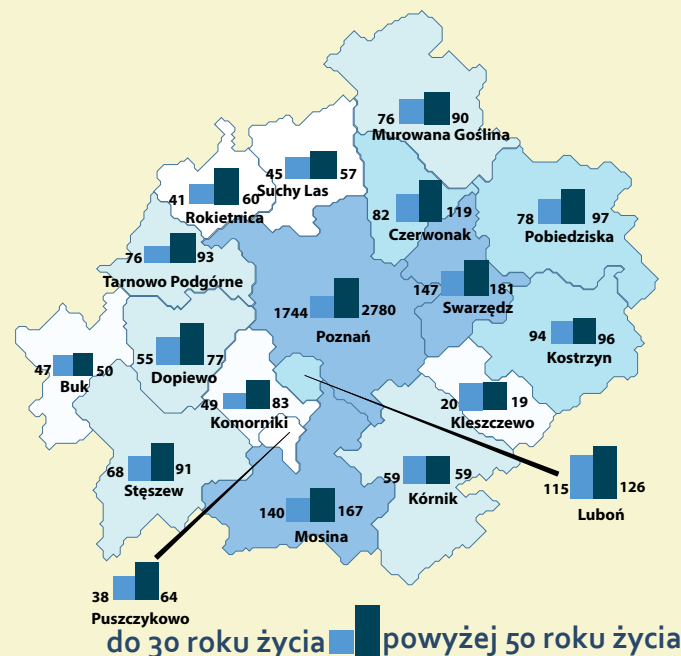 76 90
Murowana Goślina
45 57
Suchy Las
41 60
Rokietnica
82 119
Czerwonak
78 97
Pobiedziska
76 93
Tarnowo Podgórne
147 181
Swarzędz
1744 2780
Poznań
94 96
Kostrzyn
55 77
Dopiewo
47 50
Buk
49 83
Komorniki
20 19
Kleszczewo
68 91
Stęszew
59 59
Kórnik
115 126
Luboń
140 167
Mosina
38 64
Puszczykowo
do 30 roku życia powyżej 50 roku życia